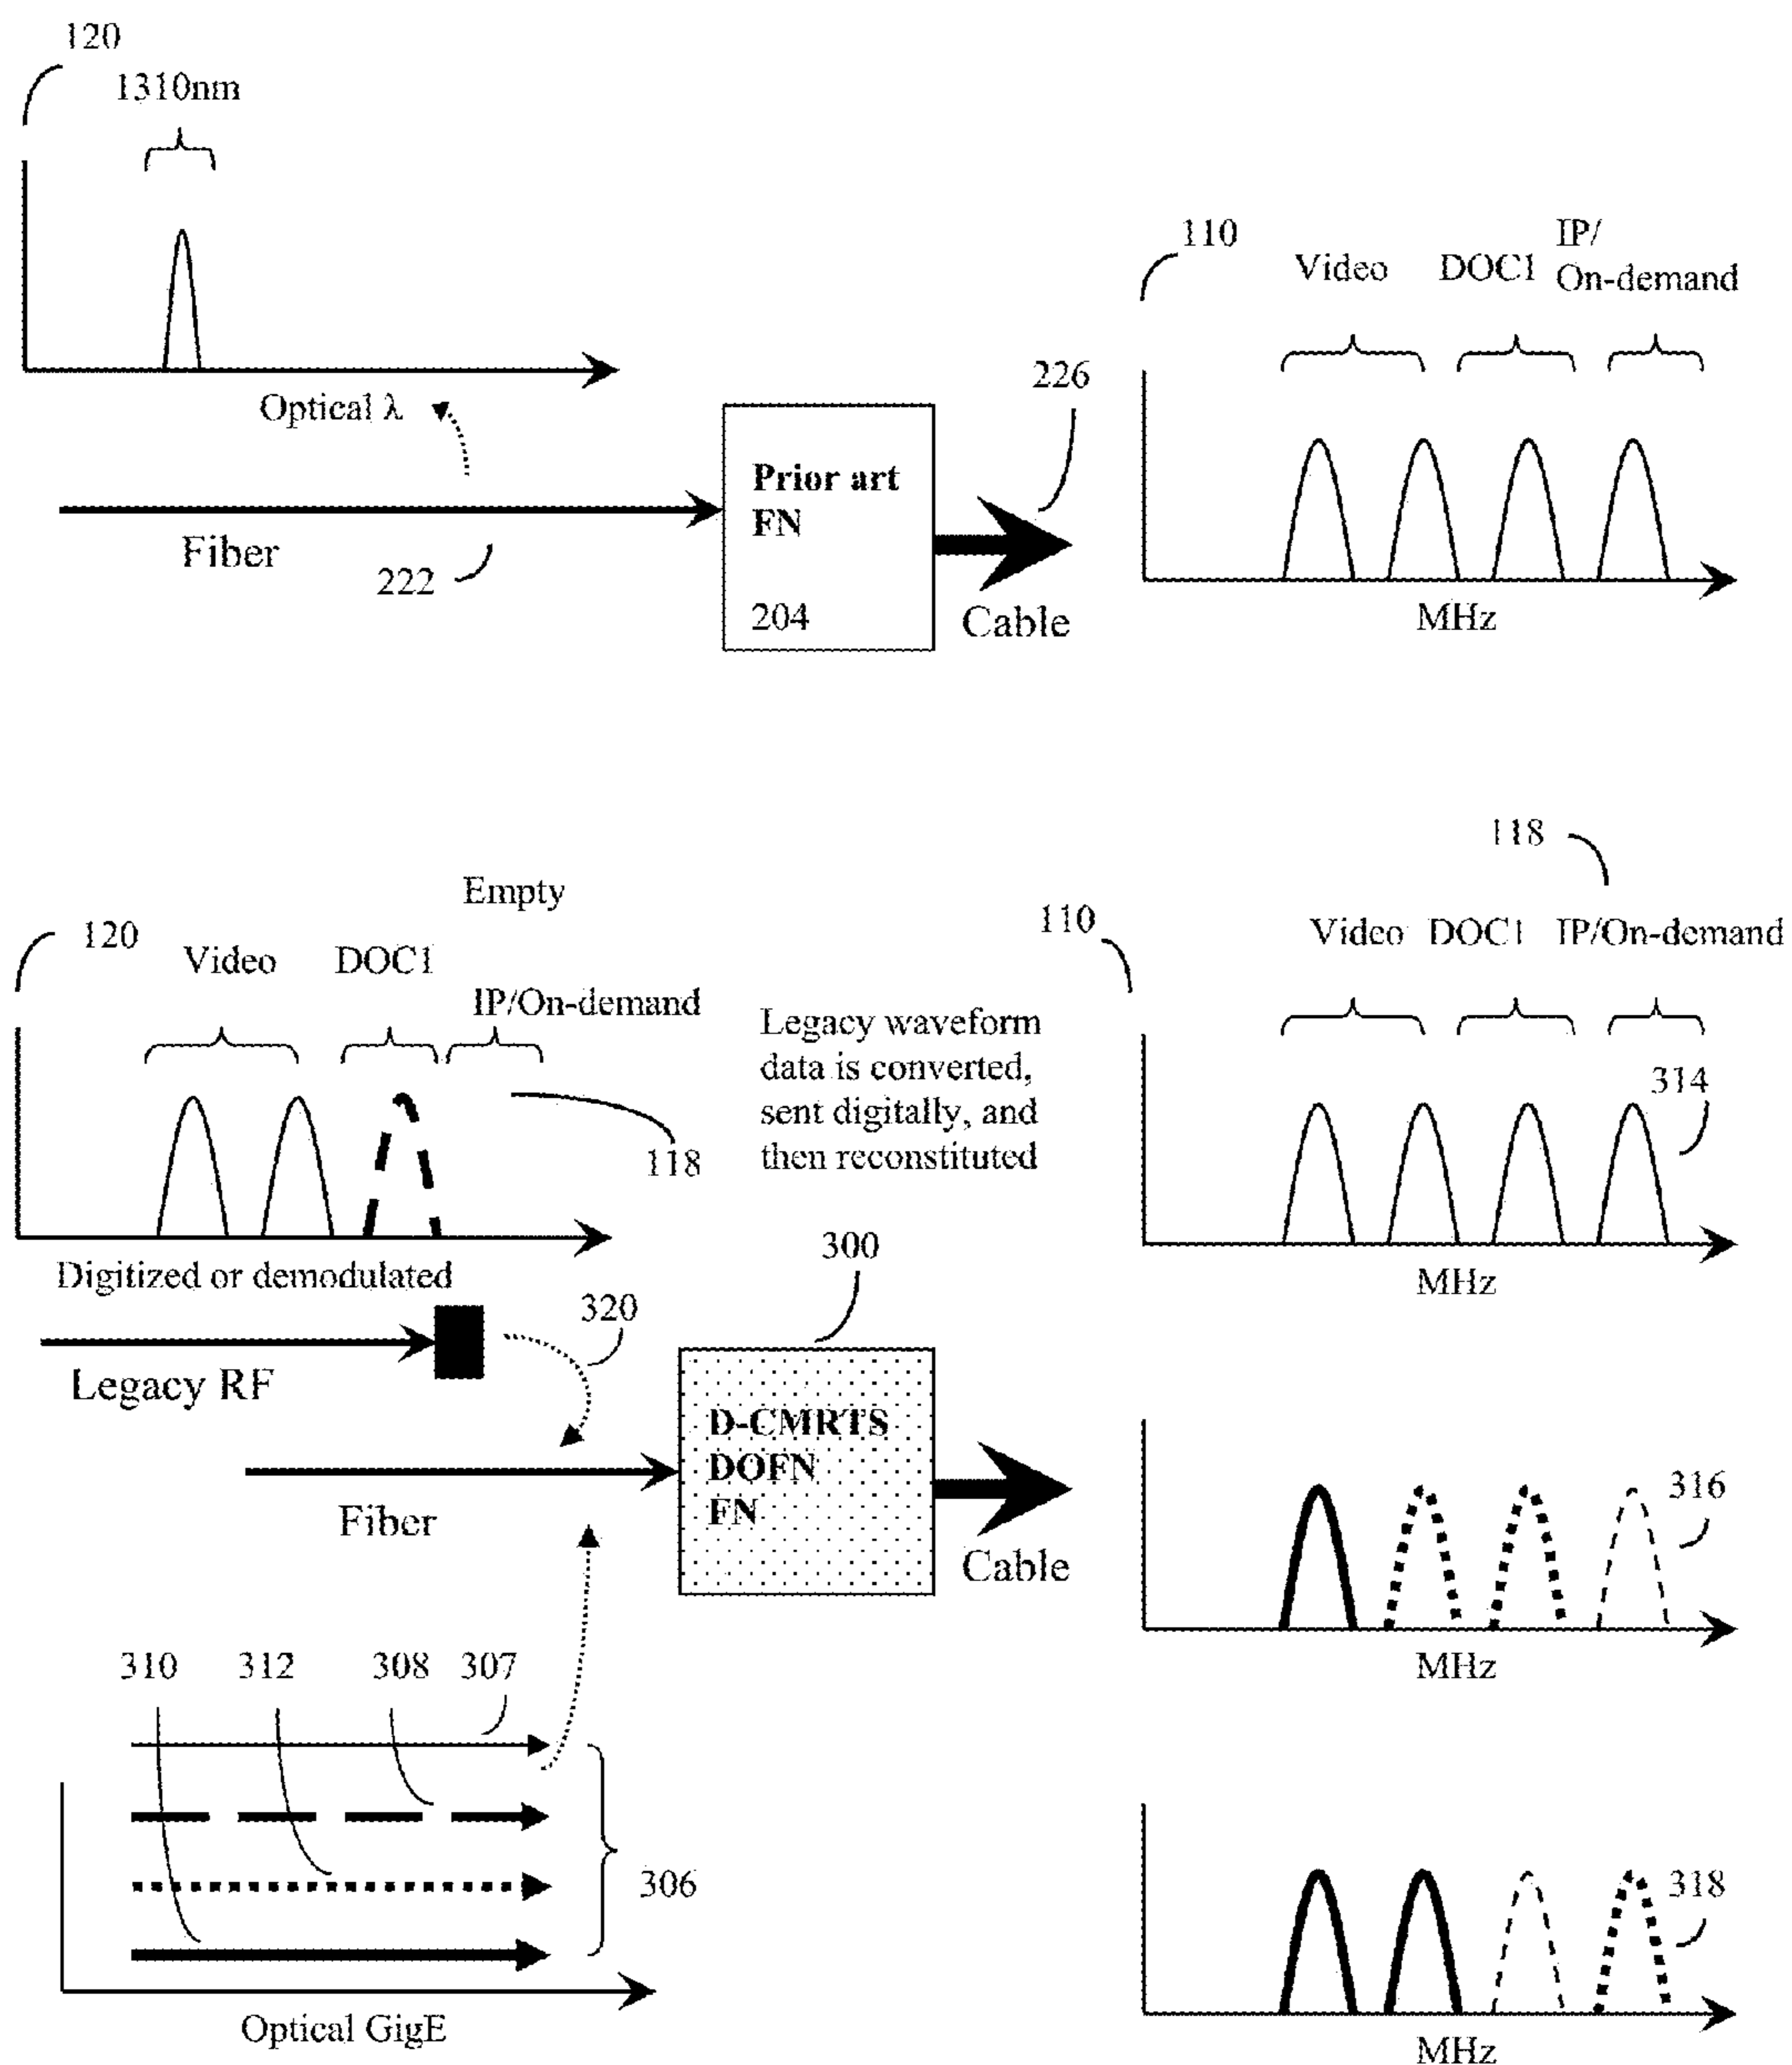 120
1310nm
Optical λ
Fiber
222
Prior art
FN
204
226
Cable
110
Video
DOC1
IP/
On-demand
MHz
120
Empty
Video
DOC1
IP/On-demand
118
Digitized or demodulated
Legacy RF
320
Legacy waveform
data is converted,
sent digitally, and
then reconstituted
300
D-CMRTS
DOFN
FN
Fiber
Cable
118
110
Video
DOC1
IP/On-demand
314
MHz
316
MHz
318
MHz
310
312
308
307
306
Optical GigE